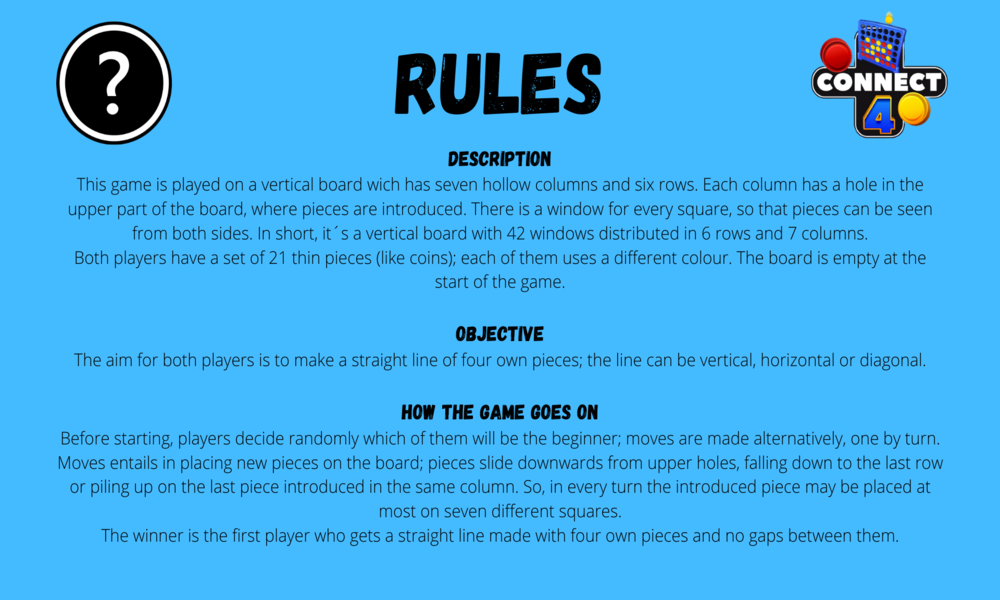 ?
RULES
CONNECT
4
DESCRIPTION
This game is played on a vertical board wich has seven hollow columns and six rows. Each column has a hole in the
upper part of the board, where pieces are introduced. There is a window for every square, so that pieces can be seen
from both sides. In short, it´s a vertical board with 42 windows distributed in 6 rows and 7 columns.
Both players have a set of 21 thin pieces (like coins); each of them uses a different colour. The board is empty at the
start of the game.
OBJECTIVE
The aim for both players is to make a straight line of four own pieces; the line can be vertical, horizontal or diagonal.
HOW THE GAME GOES ON
Before starting, players decide randomly which of them will be the beginner; moves are made alternatively, one by turn.
Moves entails in placing new pieces on the board; pieces slide downwards from upper holes, falling down to the last row
or piling up on the last piece introduced in the same column. So, in every turn the introduced piece may be placed at
most on seven different squares.
The winner is the first player who gets a straight line made with four own pieces and no gaps between them.